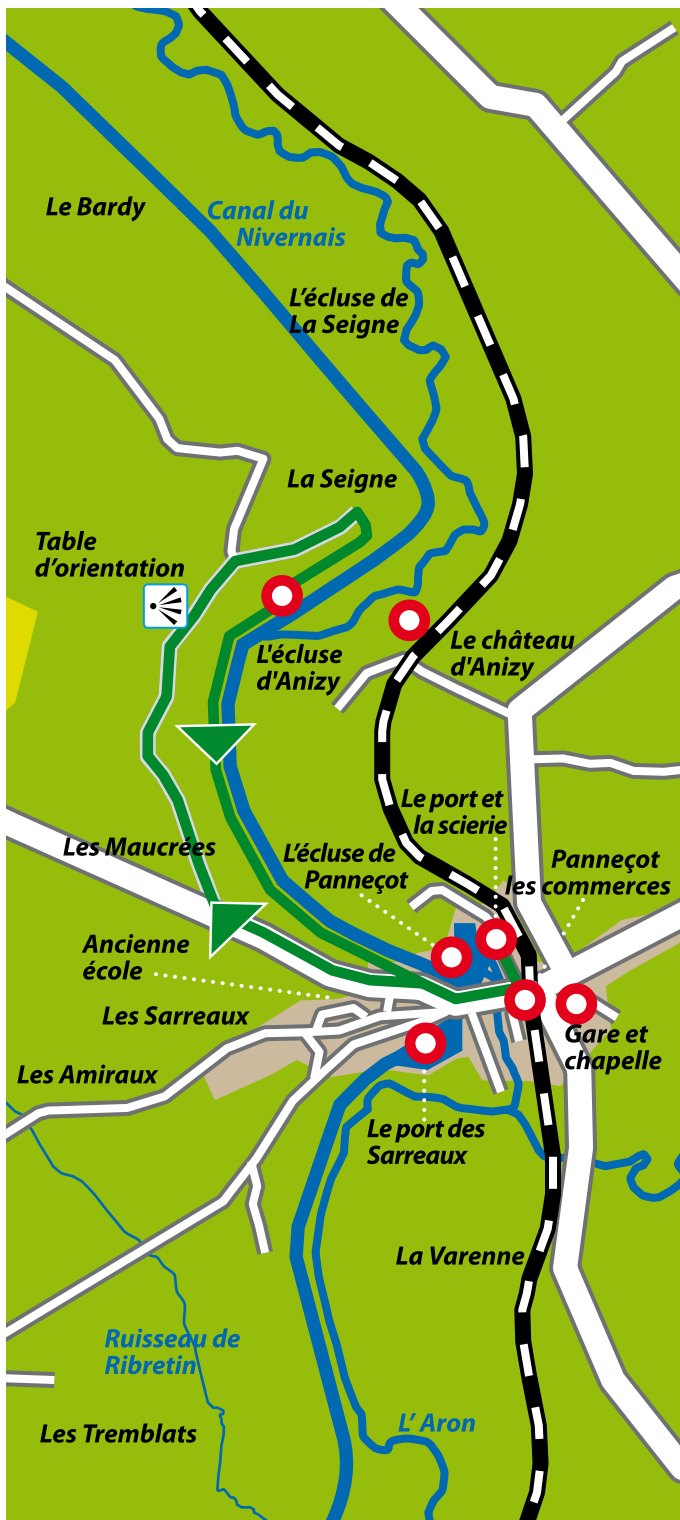 Le Bardy
Canal du
Nivernais
L’écluse de
La Seigne
La Seigne
Table
d’orientation
L'écluse
d'Anizy
Le château
d'Anizy
Le port et
la scierie
Les Maucrées
L’écluse de
Panneçot
Panneçot
les commerces
Ancienne
école
Les Sarreaux
Gare et
chapelle
Les Amiraux
Le port des
Sarreaux
La Varenne
Ruisseau de
Ribretin
L’ Aron
Les Tremblats